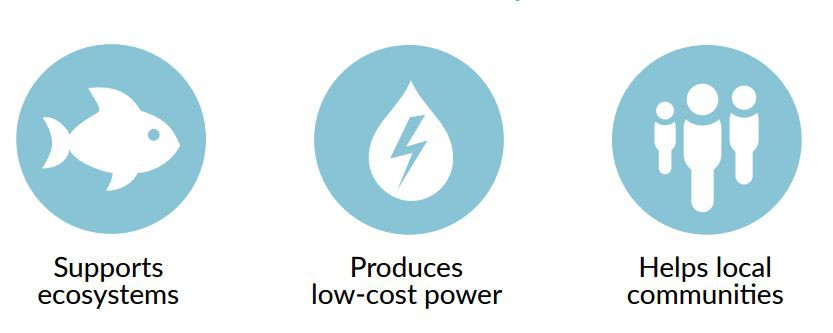 Supports
ecosystems
Produces
low-cost power
Helps local
communities